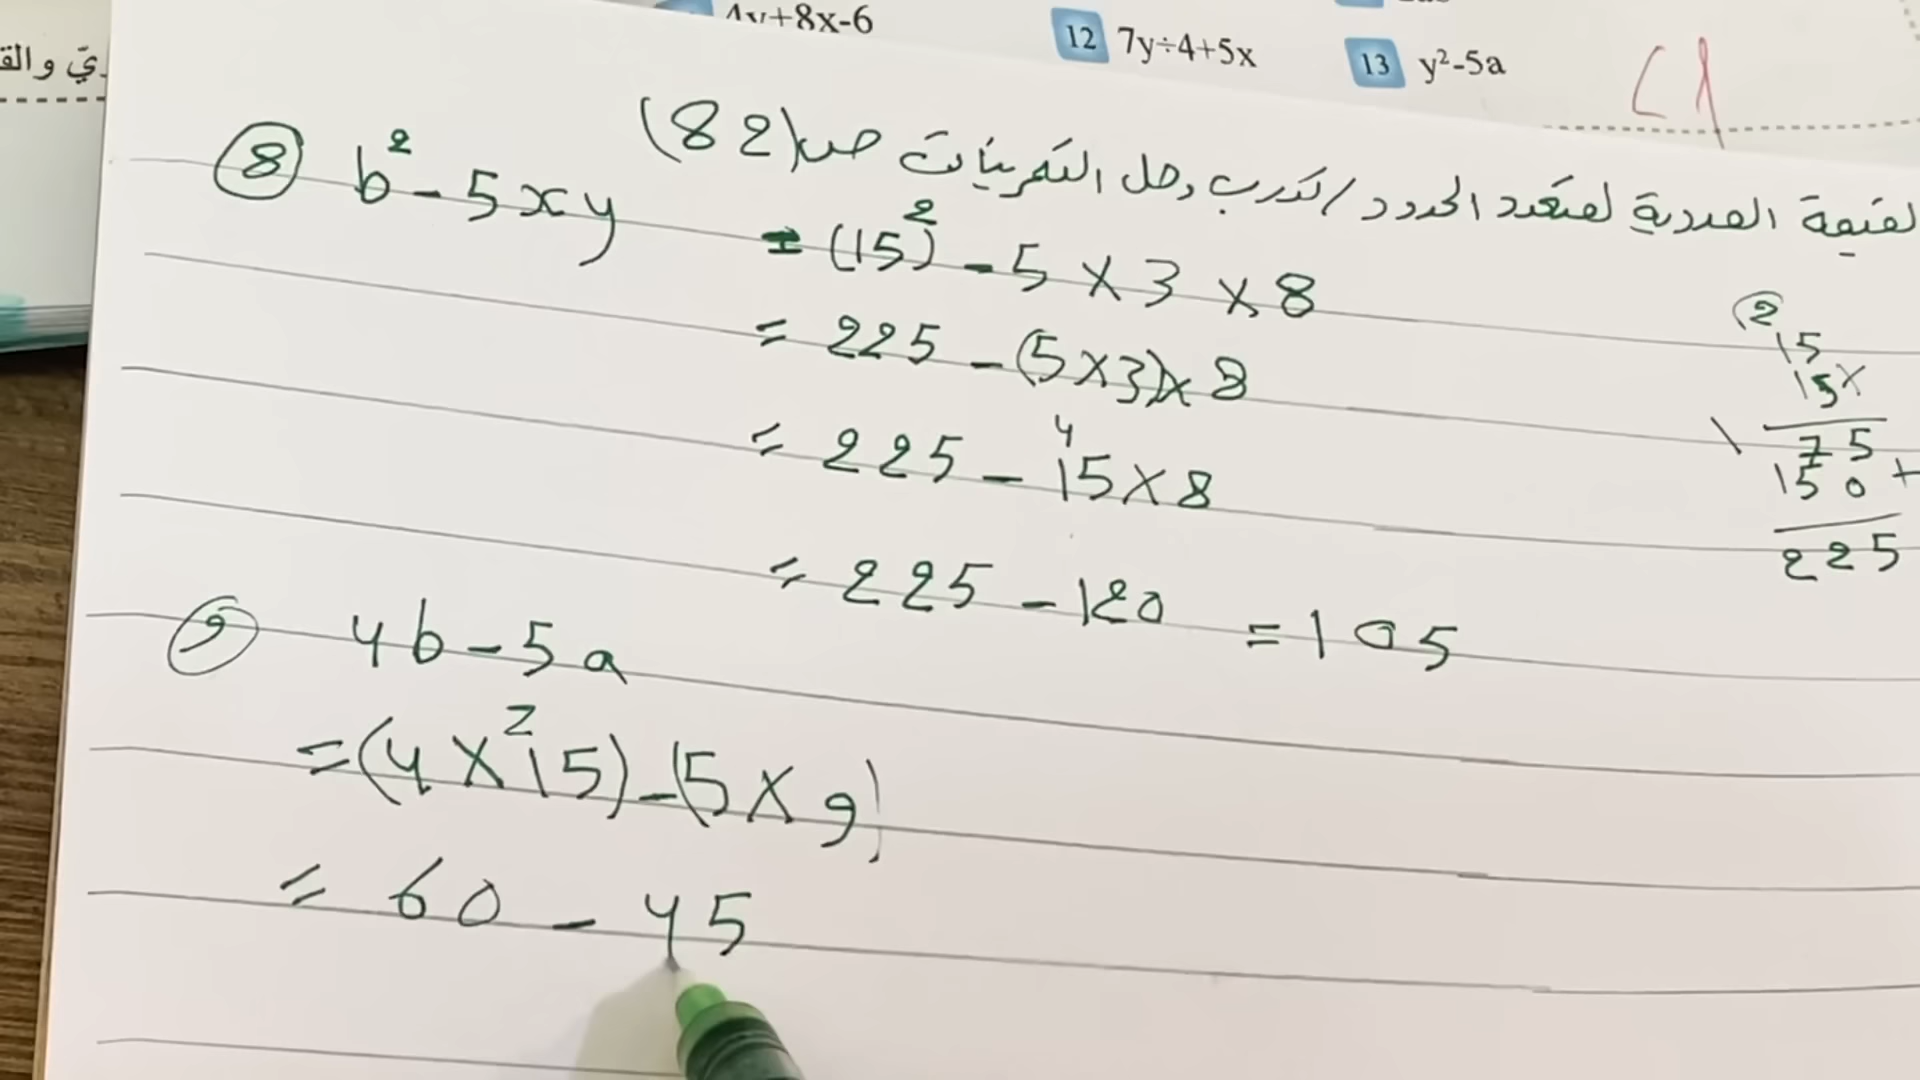 4y+8x-6
12 7y÷4+5x
13 y²-5a
القيمة العددية لمتعدد الحدود / تدرب وحل التمرينات ص(82)
8 b² - 5xy = (15)² - 5 × 3 × 8
= 225 - (5×3)×8
= 225 - 15×8
= 225 - 120 = 105
2
15
15×
75
150+
225
9 4b - 5a
= (4×15) - (5×9)
= 60 - 45